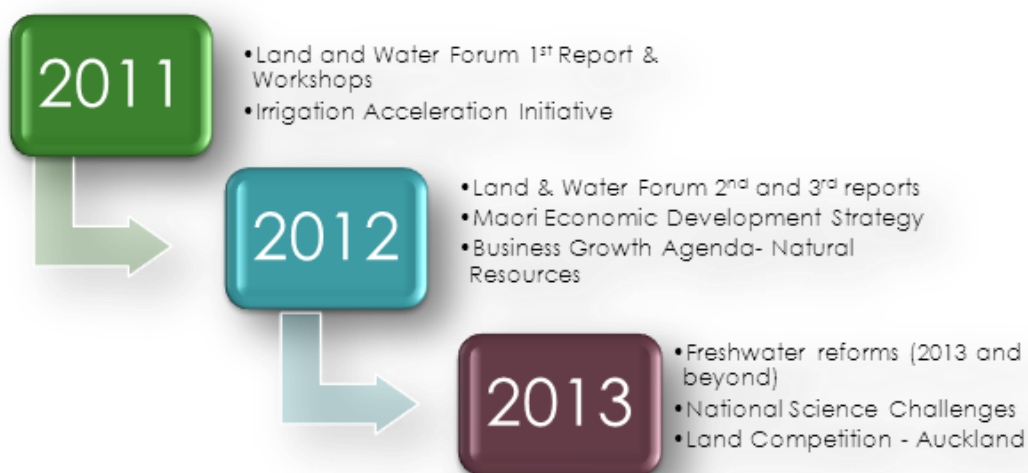 2011
•Land and Water Forum 1st Report &
Workshops
•Irrigation Acceleration Initiative
2012
•Land & Water Forum 2nd and 3rd reports
•Maori Economic Development Strategy
•Business Growth Agenda- Natural
Resources
2013
•Freshwater reforms (2013 and
beyond)
•National Science Challenges
•Land Competition - Auckland